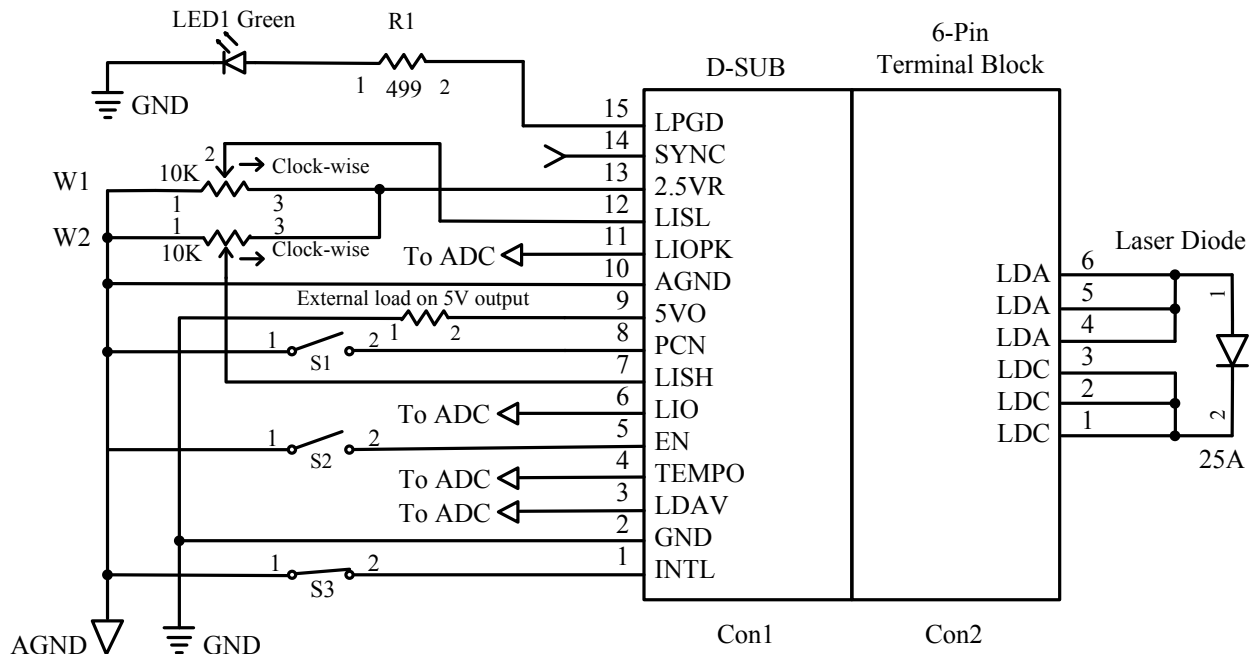 LED1 Green
R1
1 499 2
GND
6-Pin
Terminal Block
D-SUB
15 LPGD
14 SYNC
13 2.5VR
12 LISL
11 LIOPK
10 AGND
9 5VO
8 PCN
7 LISH
6 LIO
5 EN
4 TEMPO
3 LDAV
2 GND
1 INTL
W1
10K
2
Clock-wise
1
3
W2
1
3
10K
Clock-wise
To ADC
External load on 5V output
1 2
1 2
S1
To ADC
1 2
S2
To ADC
To ADC
1 2
S3
AGND
GND
Con1
Con2
Laser Diode
LDA 6
LDA 5
LDA 4
LDC 3
LDC 2
LDC 1
1
2
25A